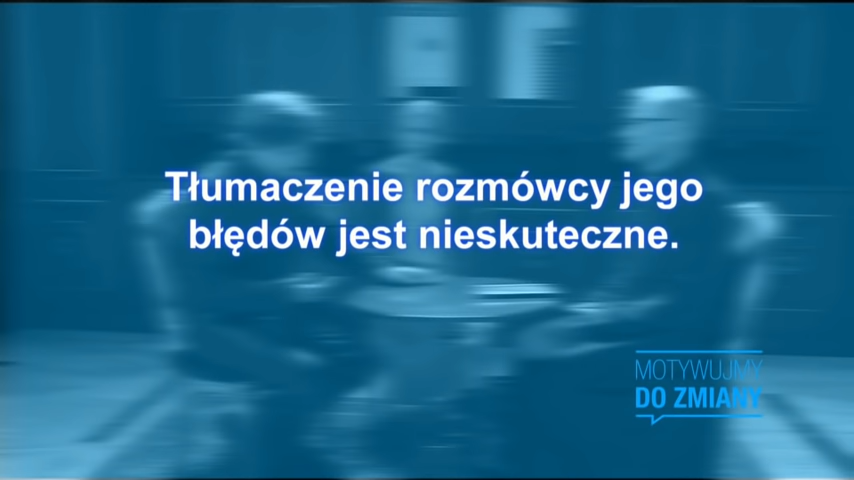 Tłumaczenie rozmówcy jego
błędów jest nieskuteczne.
MOTYWUJMY
DO ZMIANY